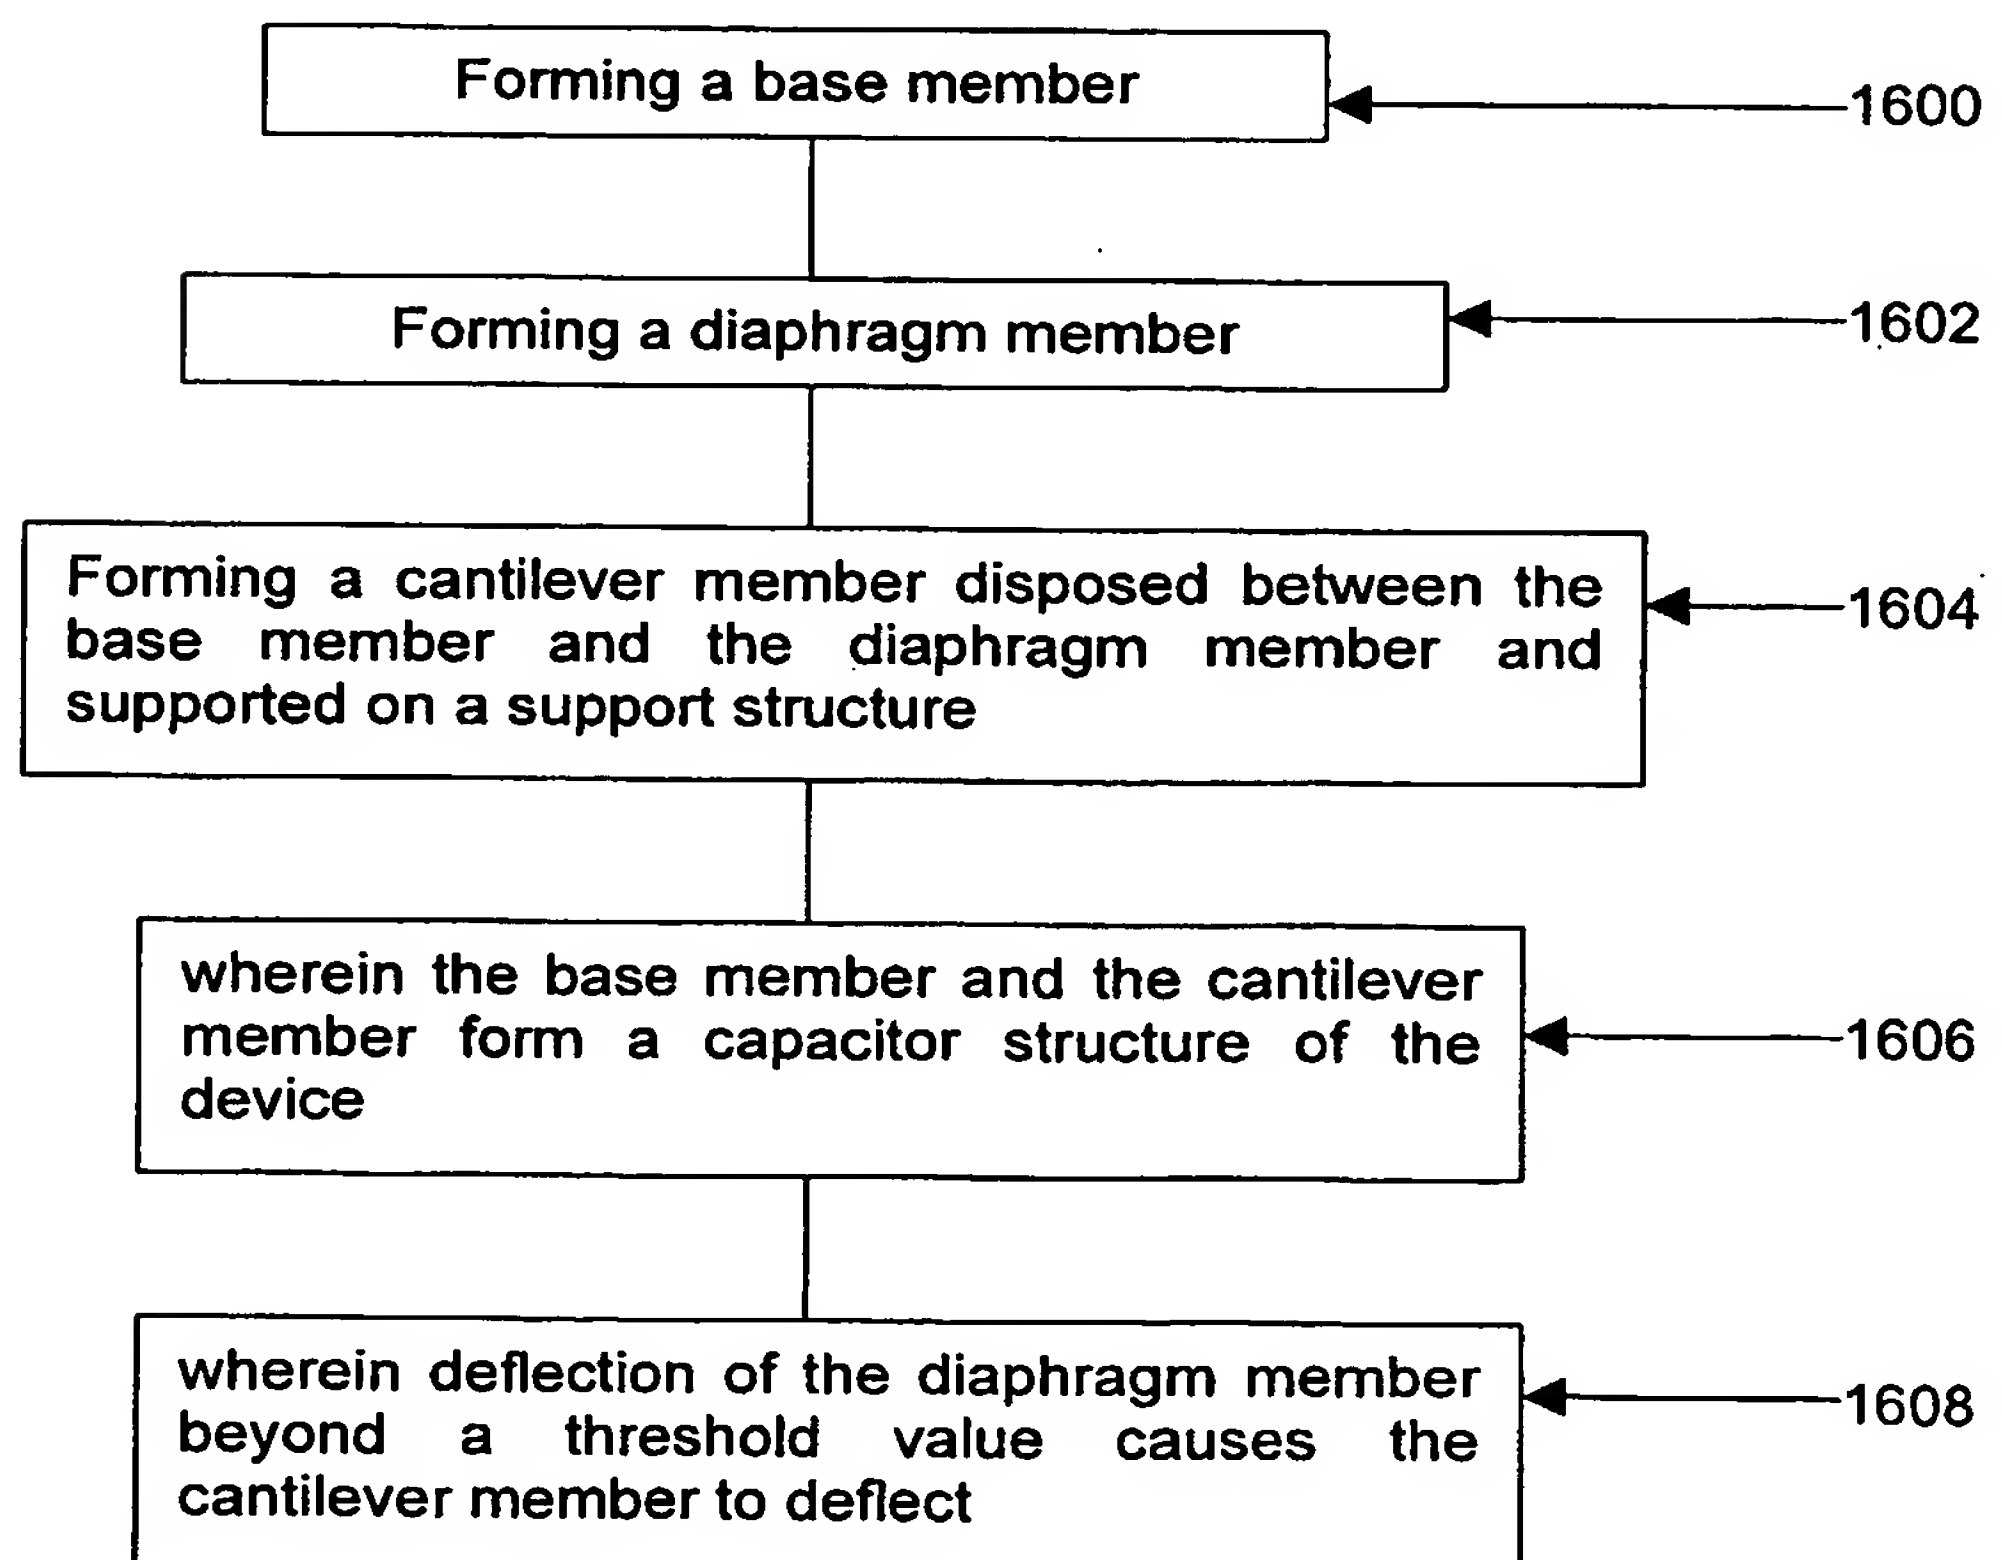 Forming a base member
1600
Forming a diaphragm member
1602
Forming a cantilever member disposed between the
base member and the diaphragm member and
supported on a support structure
1604
wherein the base member and the cantilever
member form a capacitor structure of the
device
1606
wherein deflection of the diaphragm member
beyond a threshold value causes the
cantilever member to deflect
1608